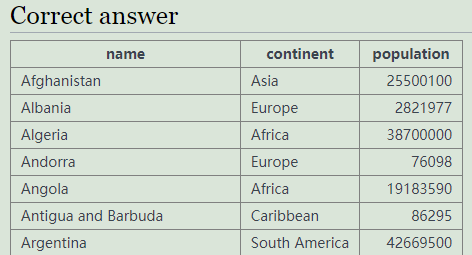 Correct answer
name continent population
Afghanistan Asia 25500100
Albania Europe 2821977
Algeria Africa 38700000
Andorra Europe 76098
Angola Africa 19183590
Antigua and Barbuda Caribbean 86295
Argentina South America 42669500